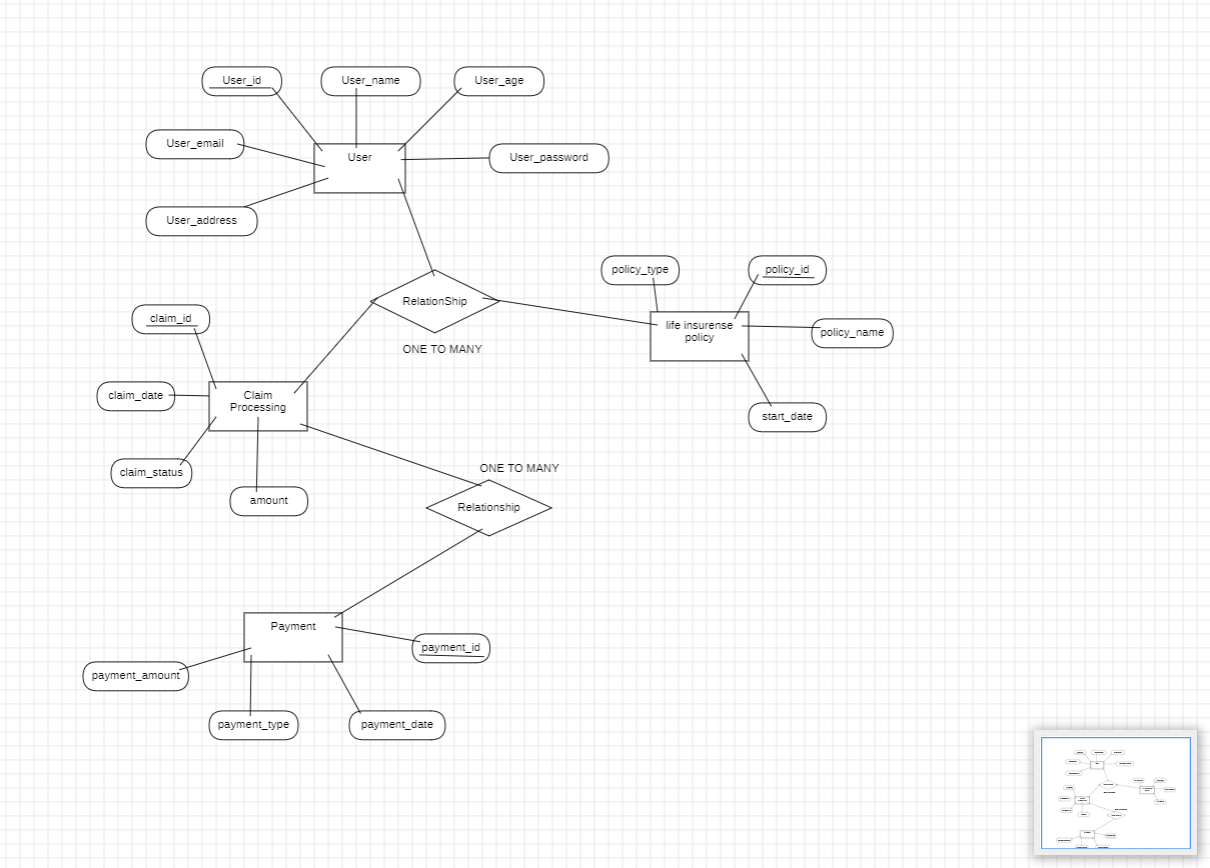 User_id
User_name
User_age
User_email
User
User_password
User_address
policy_type
policy_id
RelationShip
claim_id
life insurense
policy
policy_name
ONE TO MANY
claim_date
Claim
Processing
start_date
claim_status
ONE TO MANY
amount
Relationship
Payment
payment_id
payment_amount
payment_type
payment_date